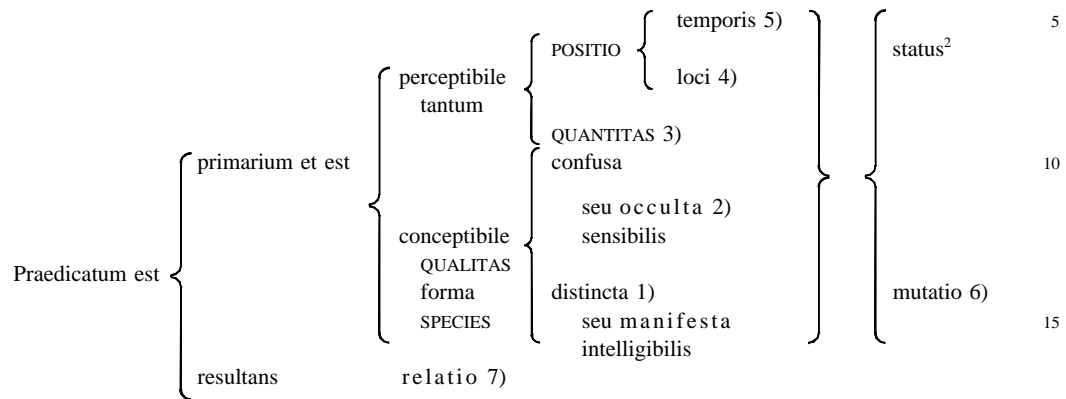 temporis 5) 5
POSITIO status²
perceptibile loci 4)
tantum
QUANTITAS 3)
primarium et est confusa 10
seu occulta 2)
conceptibile sensibilis
QUALITAS
Praedicatum est
forma distincta 1) mutatio 6)
SPECIES seu manifesta 15
intelligibilis
resultans relatio 7)